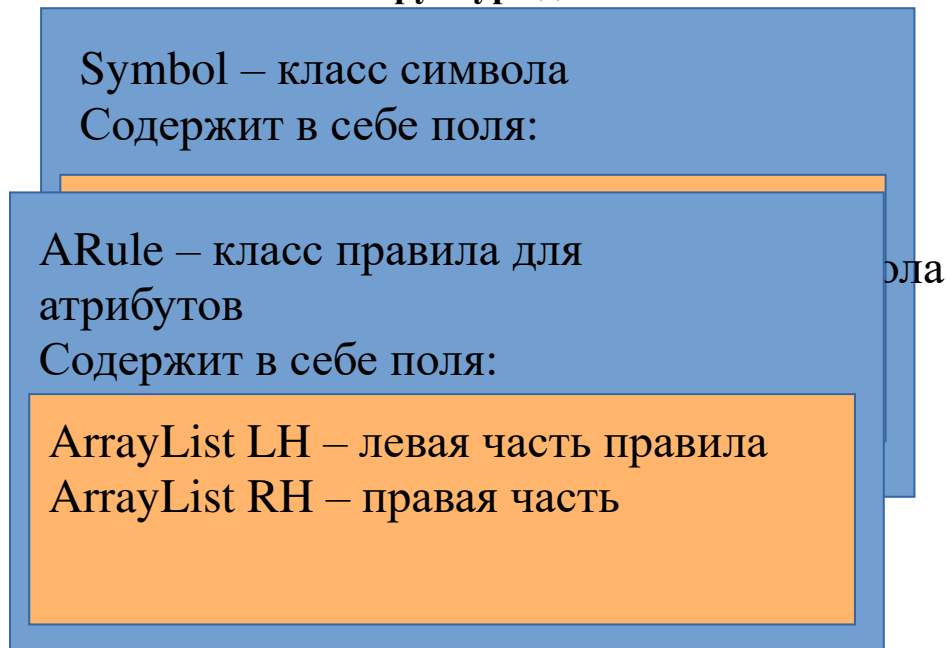 Symbol – класс символа
Содержит в себе поля:
ARule – класс правила для
атрибутов
Содержит в себе поля:
ArrayList LH – левая часть правила
ArrayList RH – правая часть